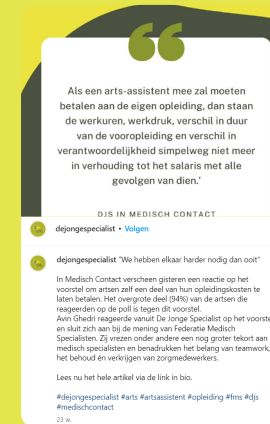 Als een arts-assistent mee zal moeten
betalen aan de eigen opleiding, dan staan
de werkuren, werkdruk, verschil in duur
van de vooropleiding en verschil in
verantwoordelijkheid simpelweg niet meer
in verhouding tot het salaris met alle
gevolgen van dien.'
DJS IN MEDISCH CONTACT
dejongespecialist • Volgen
dejongespecialist "We hebben elkaar harder nodig dan ooit"
In Medisch Contact verscheen gisteren een reactie op het
voorstel om artsen zelf een deel van hun opleidingskosten te
laten betalen. Het overgrote deel (94%) van de artsen die
reageerden op de poll is tegen dit voorstel.
Avin Ghedri reageerde vanuit De Jonge Specialist op het voorste
en sluit zich aan bij de mening van Federatie Medisch
Specialisten. Zij vrezen onder andere een nog groter tekort aan
medisch specialisten en benadrukken het belang van teamwork,
het behoud én verkrijgen van zorgmedewerkers.
Lees nu het hele artikel via de link in bio.
#dejongespecialist #arts #artsassistent #opleiding #fms #djs
#medischcontact
23 w.